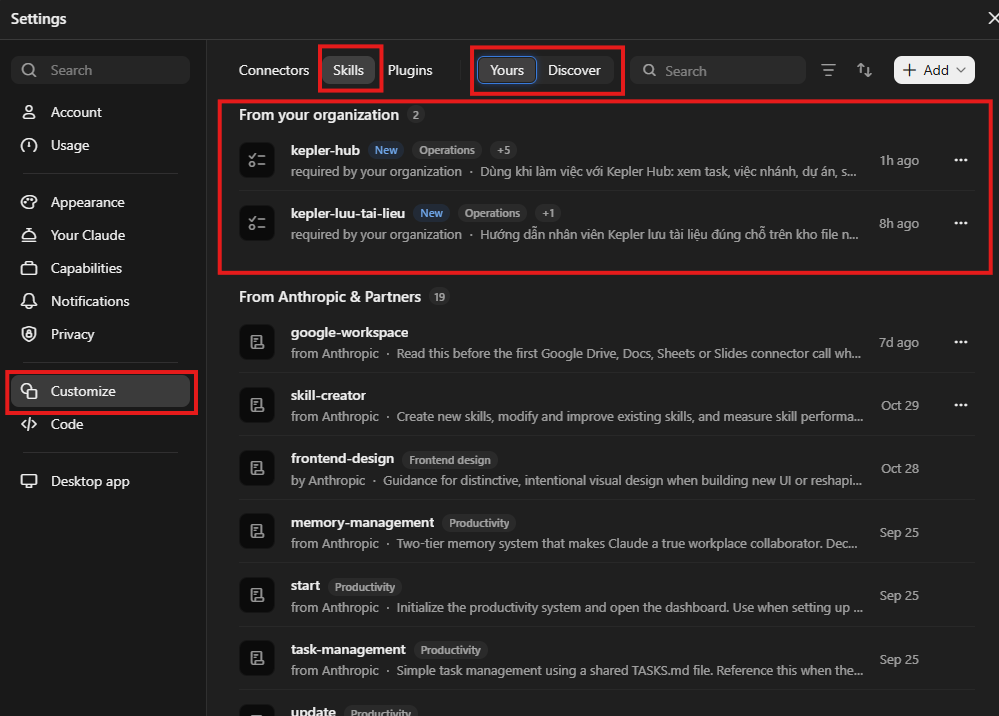 Settings
Search
Account
Usage
Appearance
Your Claude
Capabilities
Notifications
Privacy
Customize
Code
Desktop app
Connectors Skills Plugins Yours Discover Search Add
From your organization 2
kepler-hub New Operations +5
required by your organization · Dùng khi làm việc với Kepler Hub: xem task, việc nhánh, dự án, s...
1h ago
kepler-luu-tai-lieu New Operations +1
required by your organization · Hướng dẫn nhân viên Kepler lưu tài liệu đúng chỗ trên kho file n...
8h ago
From Anthropic & Partners 19
google-workspace
from Anthropic · Read this before the first Google Drive, Docs, Sheets or Slides connector call wh...
7d ago
skill-creator
from Anthropic · Create new skills, modify and improve existing skills, and measure skill performa...
Oct 29
frontend-design Frontend design
by Anthropic · Guidance for distinctive, intentional visual design when building new UI or reshapi...
Oct 28
memory-management Productivity
from Anthropic · Two-tier memory system that makes Claude a true workplace collaborator. Dec...
Sep 25
start Productivity
from Anthropic · Initialize the productivity system and open the dashboard. Use when setting up ...
Sep 25
task-management Productivity
from Anthropic · Simple task management using a shared TASKS.md file. Reference this when the...
Sep 25
update Productivity